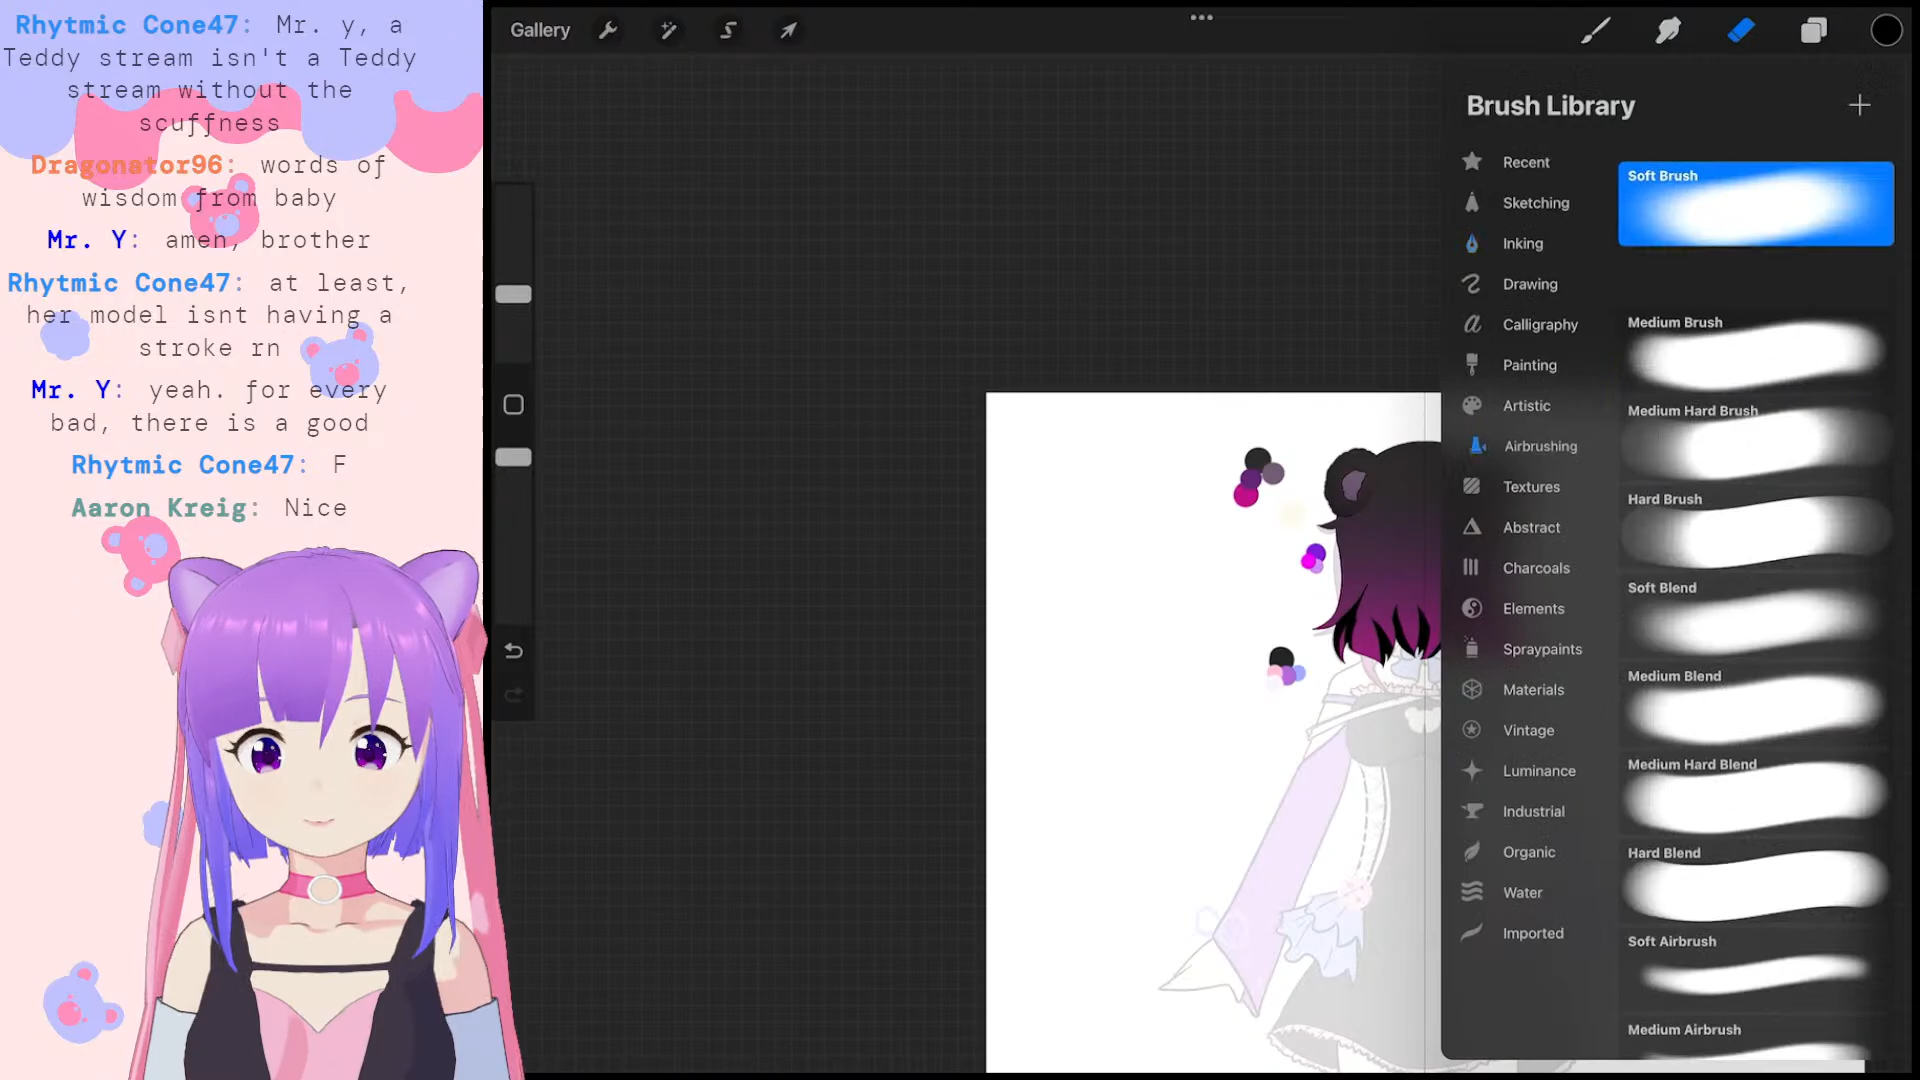 Rhytmic Cone47: Mr. y, a
Teddy stream isn't a Teddy
stream without the
scuffness
Dragonator96: words of
wisdom from baby
Mr. Y: amen, brother
Rhytmic Cone47: at least,
her model isnt having a
stroke rn
Mr. Y: yeah. for every
bad, there is a good
Rhytmic Cone47: F
Aaron Kreig: Nice
Gallery
Brush Library
Recent
Sketching
Inking
Drawing
Calligraphy
Painting
Artistic
Airbrushing
Textures
Abstract
Charcoals
Elements
Spraypaints
Materials
Vintage
Luminance
Industrial
Organic
Water
Imported
Soft Brush
Medium Brush
Medium Hard Brush
Hard Brush
Soft Blend
Medium Blend
Medium Hard Blend
Hard Blend
Soft Airbrush
Medium Airbrush